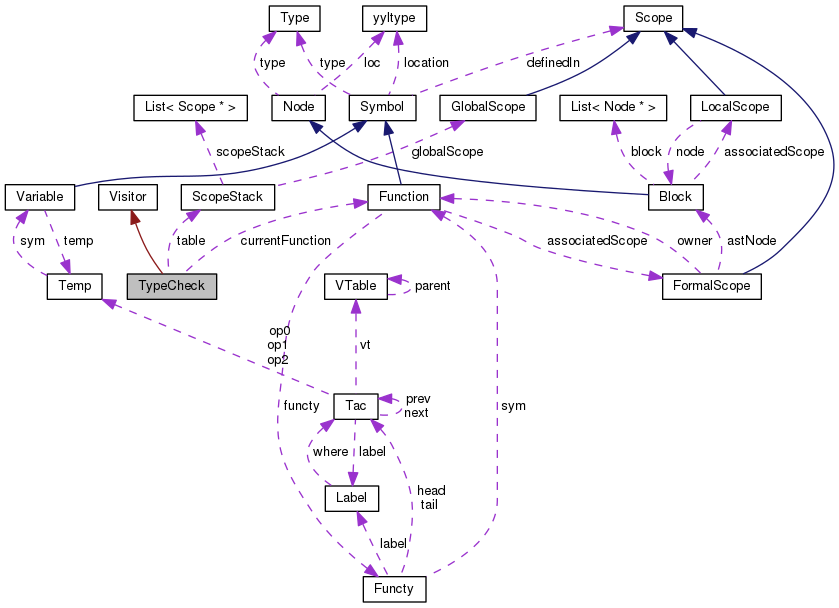 Type
yyltype
Scope
type
loc
type
location
definedIn
List< Scope * >
Node
Symbol
GlobalScope
List< Node * >
LocalScope
scopeStack
globalScope
block
node
associatedScope
Variable
Visitor
ScopeStack
Function
Block
sym
temp
table
currentFunction
associatedScope
owner
astNode
Temp
TypeCheck
VTable
parent
FormalScope
op0
op1
op2
vt
functy
Tac
prev
next
sym
where
label
head
tail
Label
label
Functy